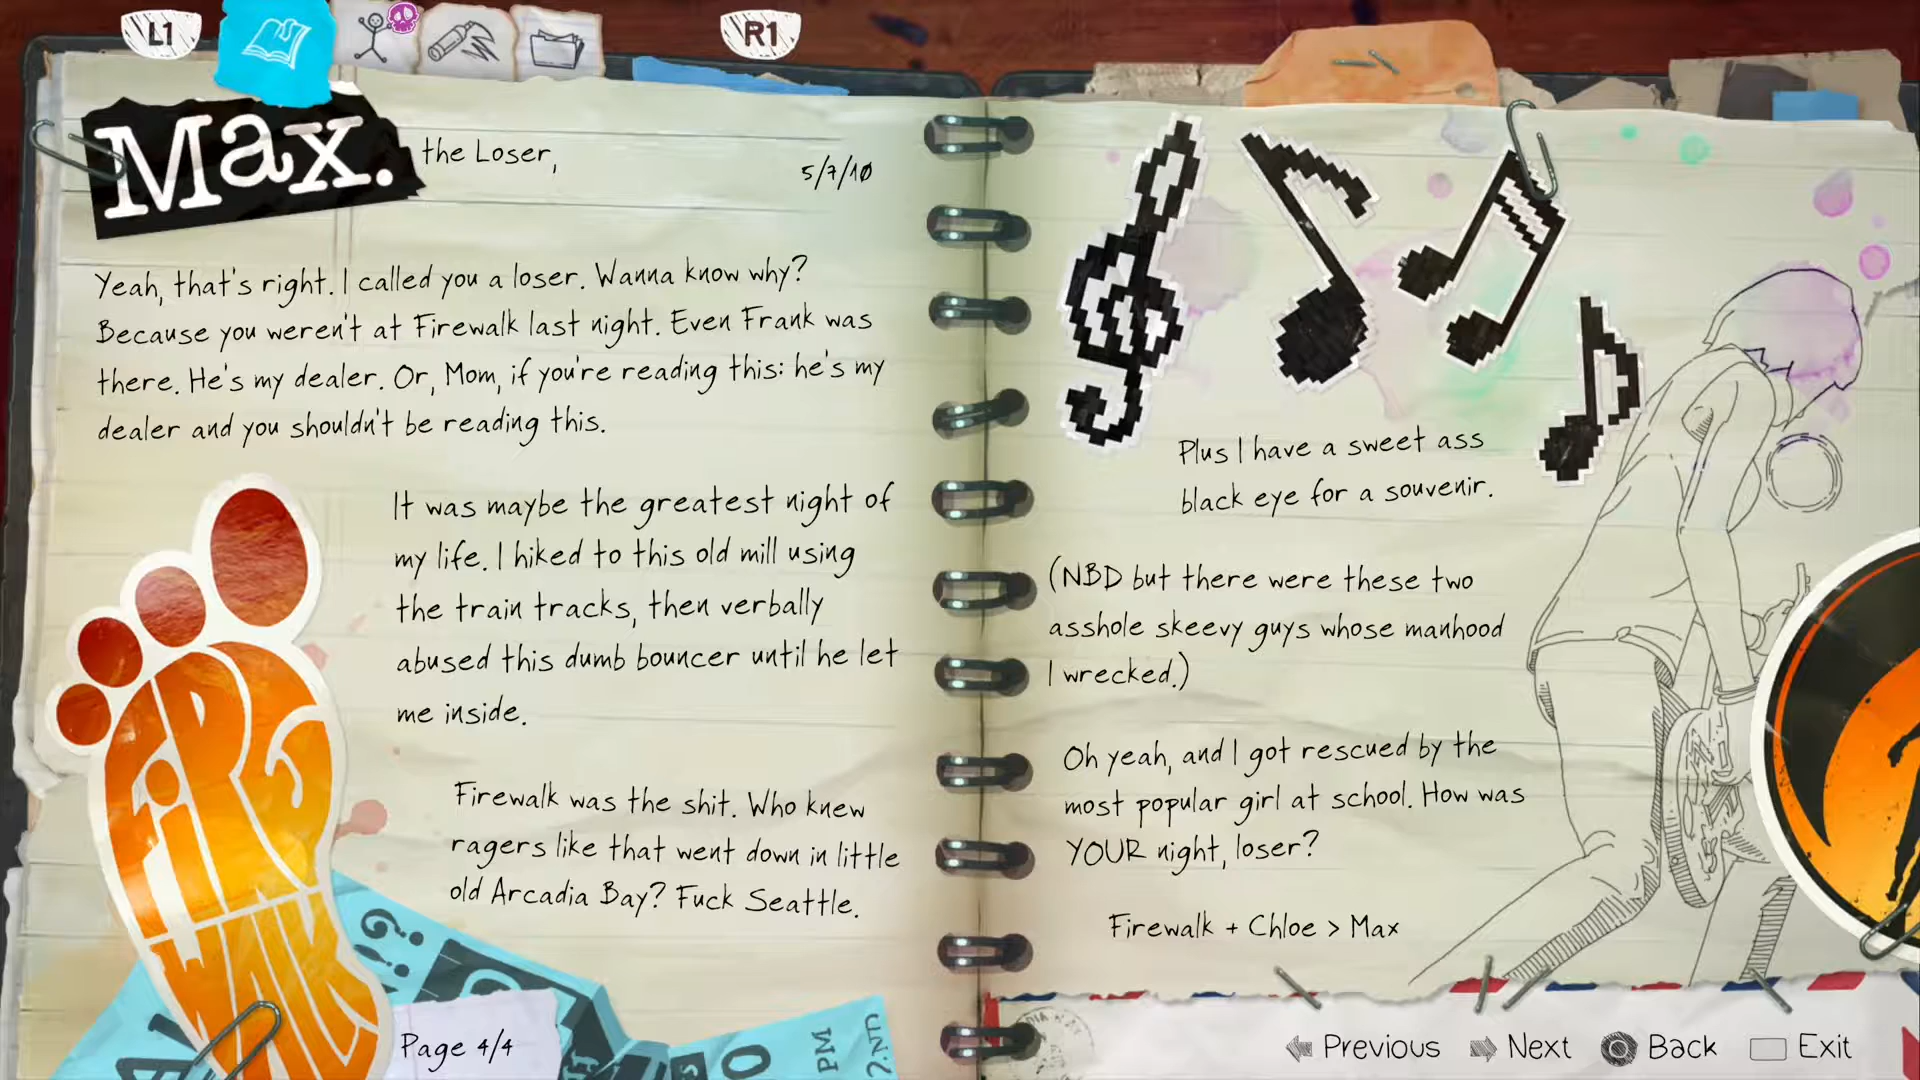 L1
R1
Max.
the Loser,
5/7/10
Yeah, that's right. I called you a loser. Wanna know why?
Because you weren't at Firewalk last night. Even Frank was
there. He's my dealer. Or, Mom, if you're reading this: he's my
dealer and you shouldn't be reading this.
It was maybe the greatest night of
my life. I hiked to this old mill using
the train tracks, then verbally
abused this dumb bouncer until he let
me inside.
Firewalk was the shit. Who knew
ragers like that went down in little
old Arcadia Bay? Fuck Seattle.
FIRE
WALK
PM
Page 4/4
Plus I have a sweet ass
black eye for a souvenir.
(NBD but there were these two
asshole skeevy guys whose manhood
I wrecked.)
Oh yeah, and I got rescued by the
most popular girl at school. How was
YOUR night, loser?
Firewalk + Chloe > Max
Previous
Next
Back
Exit